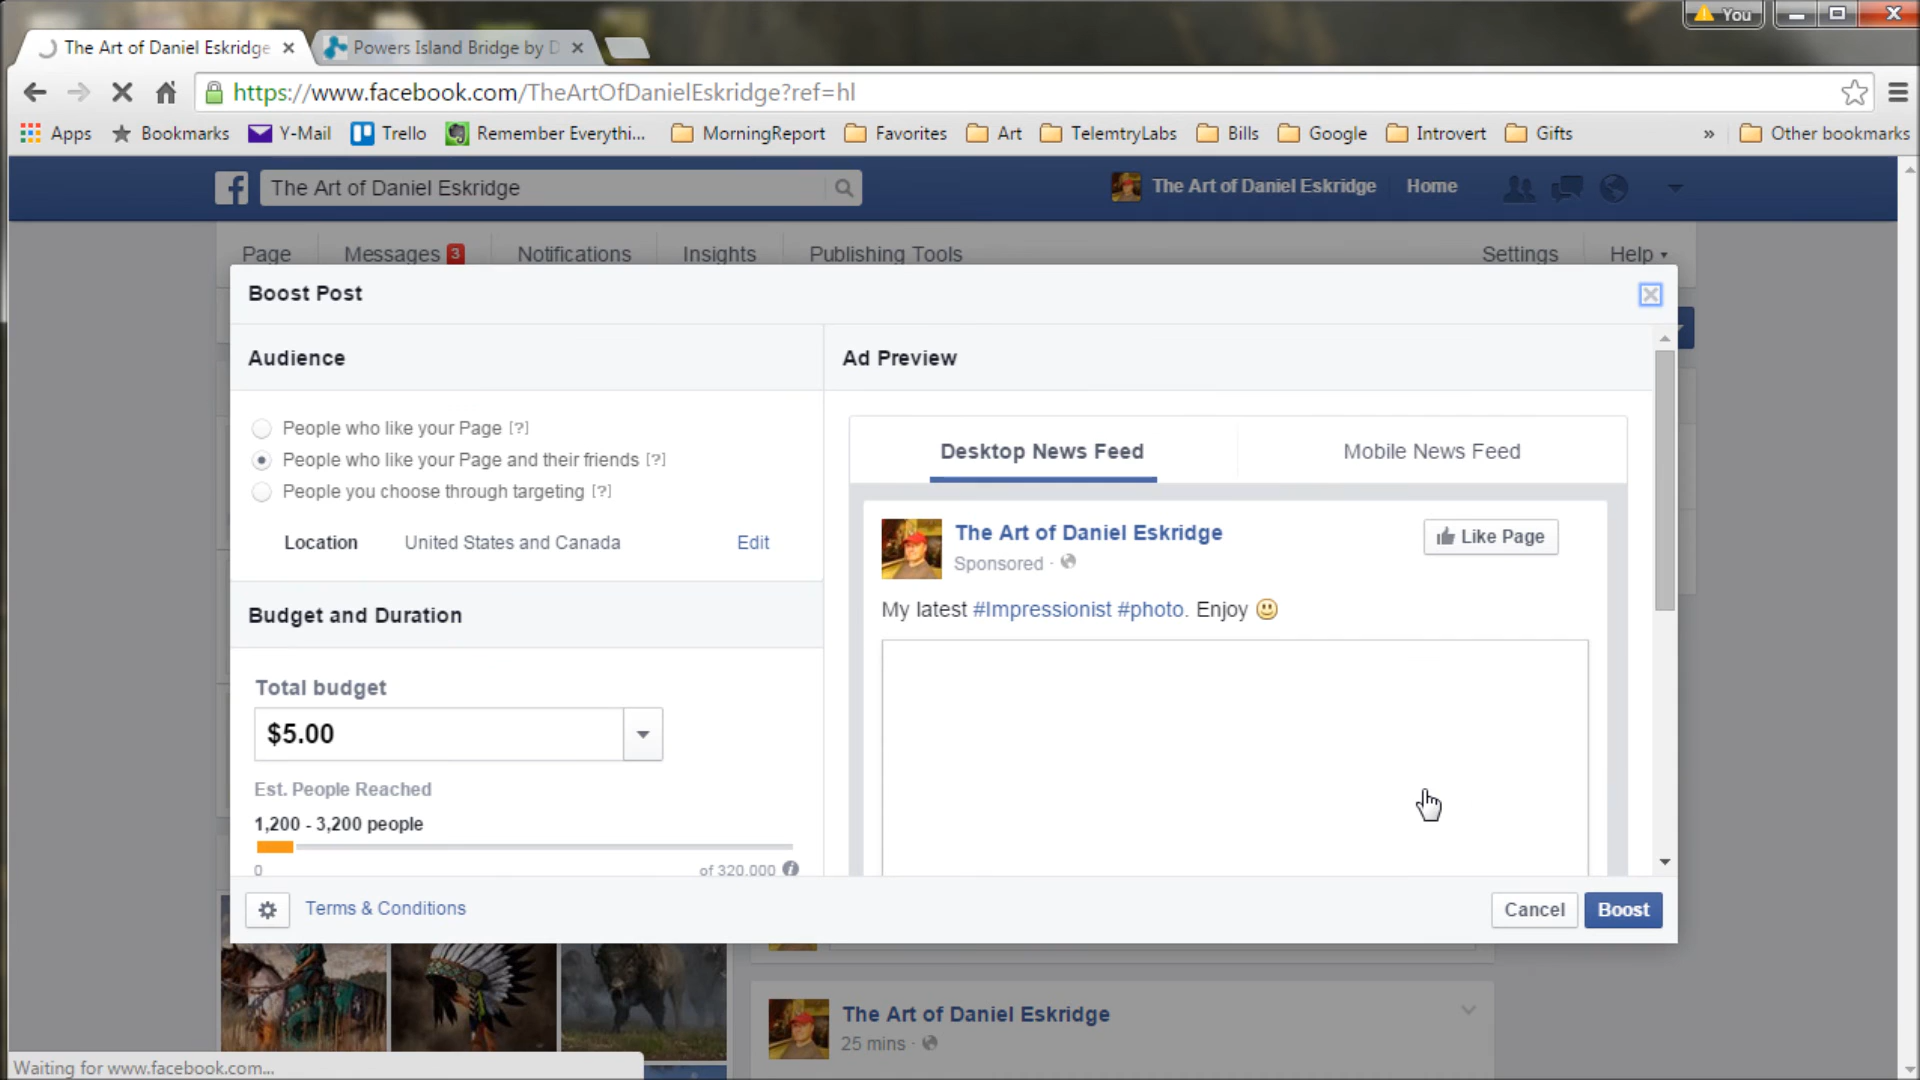 You
The Art of Daniel Eskridge
Powers Island Bridge by D
https://www.facebook.com/TheArtOfDanielEskridge?ref=hl
Apps Bookmarks Y-Mail Trello Remember Everythi... MorningReport Favorites Art TelemtryLabs Bills Google Introvert Gifts » Other bookmarks
The Art of Daniel Eskridge
The Art of Daniel Eskridge Home
Page Messages 3 Notifications Insights Publishing Tools Settings Help
Boost Post
Audience
Ad Preview
People who like your Page [?]
People who like your Page and their friends [?]
People you choose through targeting [?]
Location United States and Canada Edit
Budget and Duration
Total budget
$5.00
Est. People Reached
1,200 - 3,200 people
0 of 320,000
Desktop News Feed Mobile News Feed
The Art of Daniel Eskridge
Like Page
Sponsored ·
My latest #Impressionist #photo. Enjoy
Terms & Conditions
Cancel Boost
The Art of Daniel Eskridge
25 mins ·
Waiting for www.facebook.com...